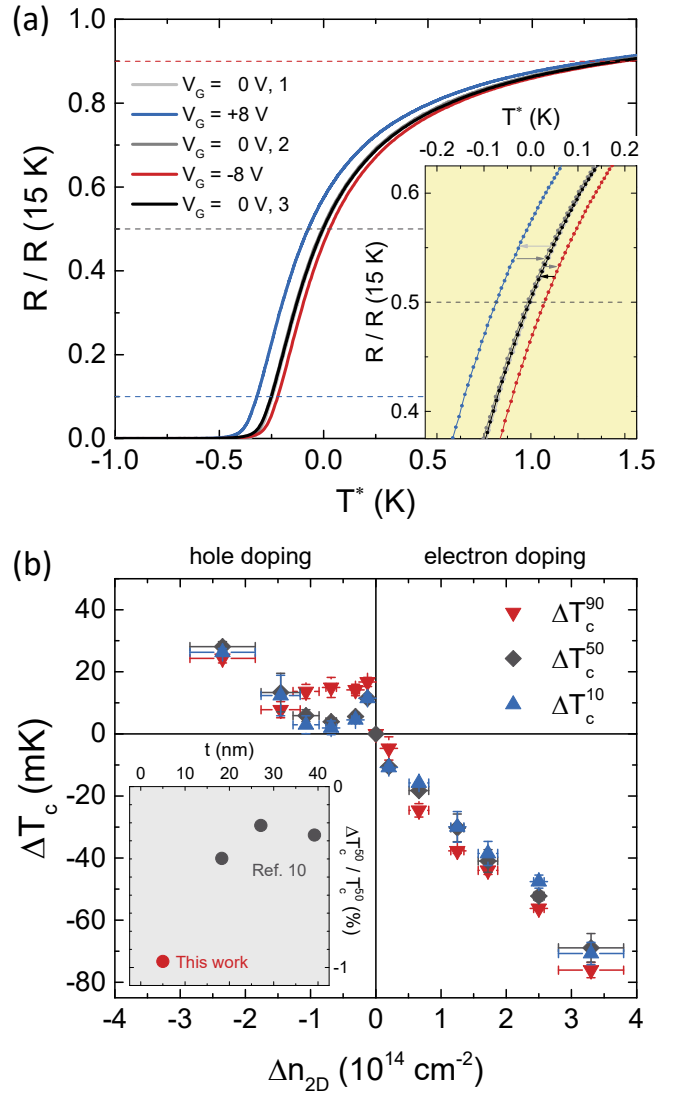 (a)
1.0
0.8
0.6
0.4
0.2
0.0
R / R (15 K)
V_G = 0 V, 1
V_G = +8 V
V_G = 0 V, 2
V_G = -8 V
V_G = 0 V, 3
T* (K)
-0.2 -0.1 0.0 0.1 0.2
0.6
0.5
0.4
R / R (15 K)
-1.0 -0.5 0.0 0.5 1.0 1.5
T* (K)
(b)
hole doping electron doping
40
20
0
-20
-40
-60
-80
ΔT_c (mK)
ΔT_c^90
ΔT_c^50
ΔT_c^10
t (nm)
0 10 20 30 40
0
-1
ΔT_c^50 / T_c^50 (%)
Ref. 10
This work
-4 -3 -2 -1 0 1 2 3 4
Δn_2D (10^14 cm^-2)